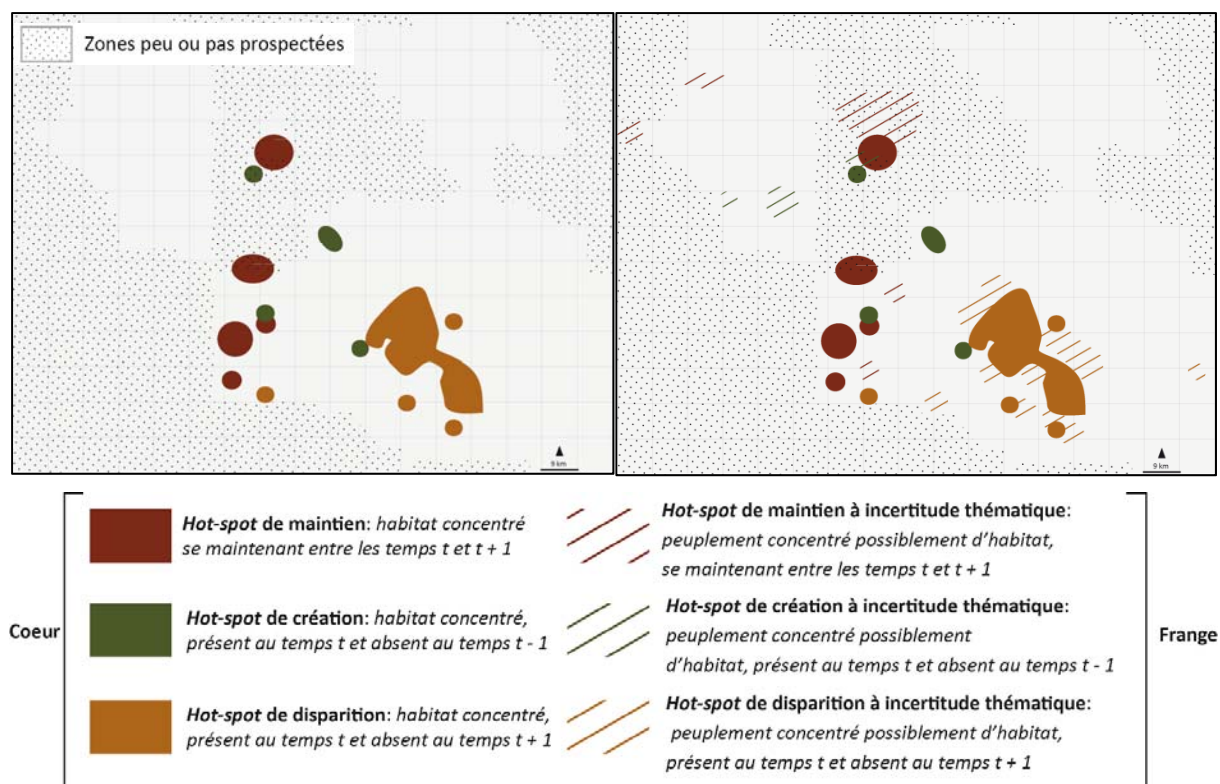 Zones peu ou pas prospectées
9 km
9 km
Hot-spot de maintien: habitat concentré
se maintenant entre les temps t et t + 1
Hot-spot de maintien à incertitude thématique:
peuplement concentré possiblement d'habitat,
se maintenant entre les temps t et t + 1
Coeur
Hot-spot de création: habitat concentré,
présent au temps t et absent au temps t - 1
Hot-spot de création à incertitude thématique:
peuplement concentré possiblement
d'habitat, présent au temps t et absent au temps t - 1
Frange
Hot-spot de disparition: habitat concentré,
présent au temps t et absent au temps t + 1
Hot-spot de disparition à incertitude thématique:
peuplement concentré possiblement d'habitat,
présent au temps t et absent au temps t + 1